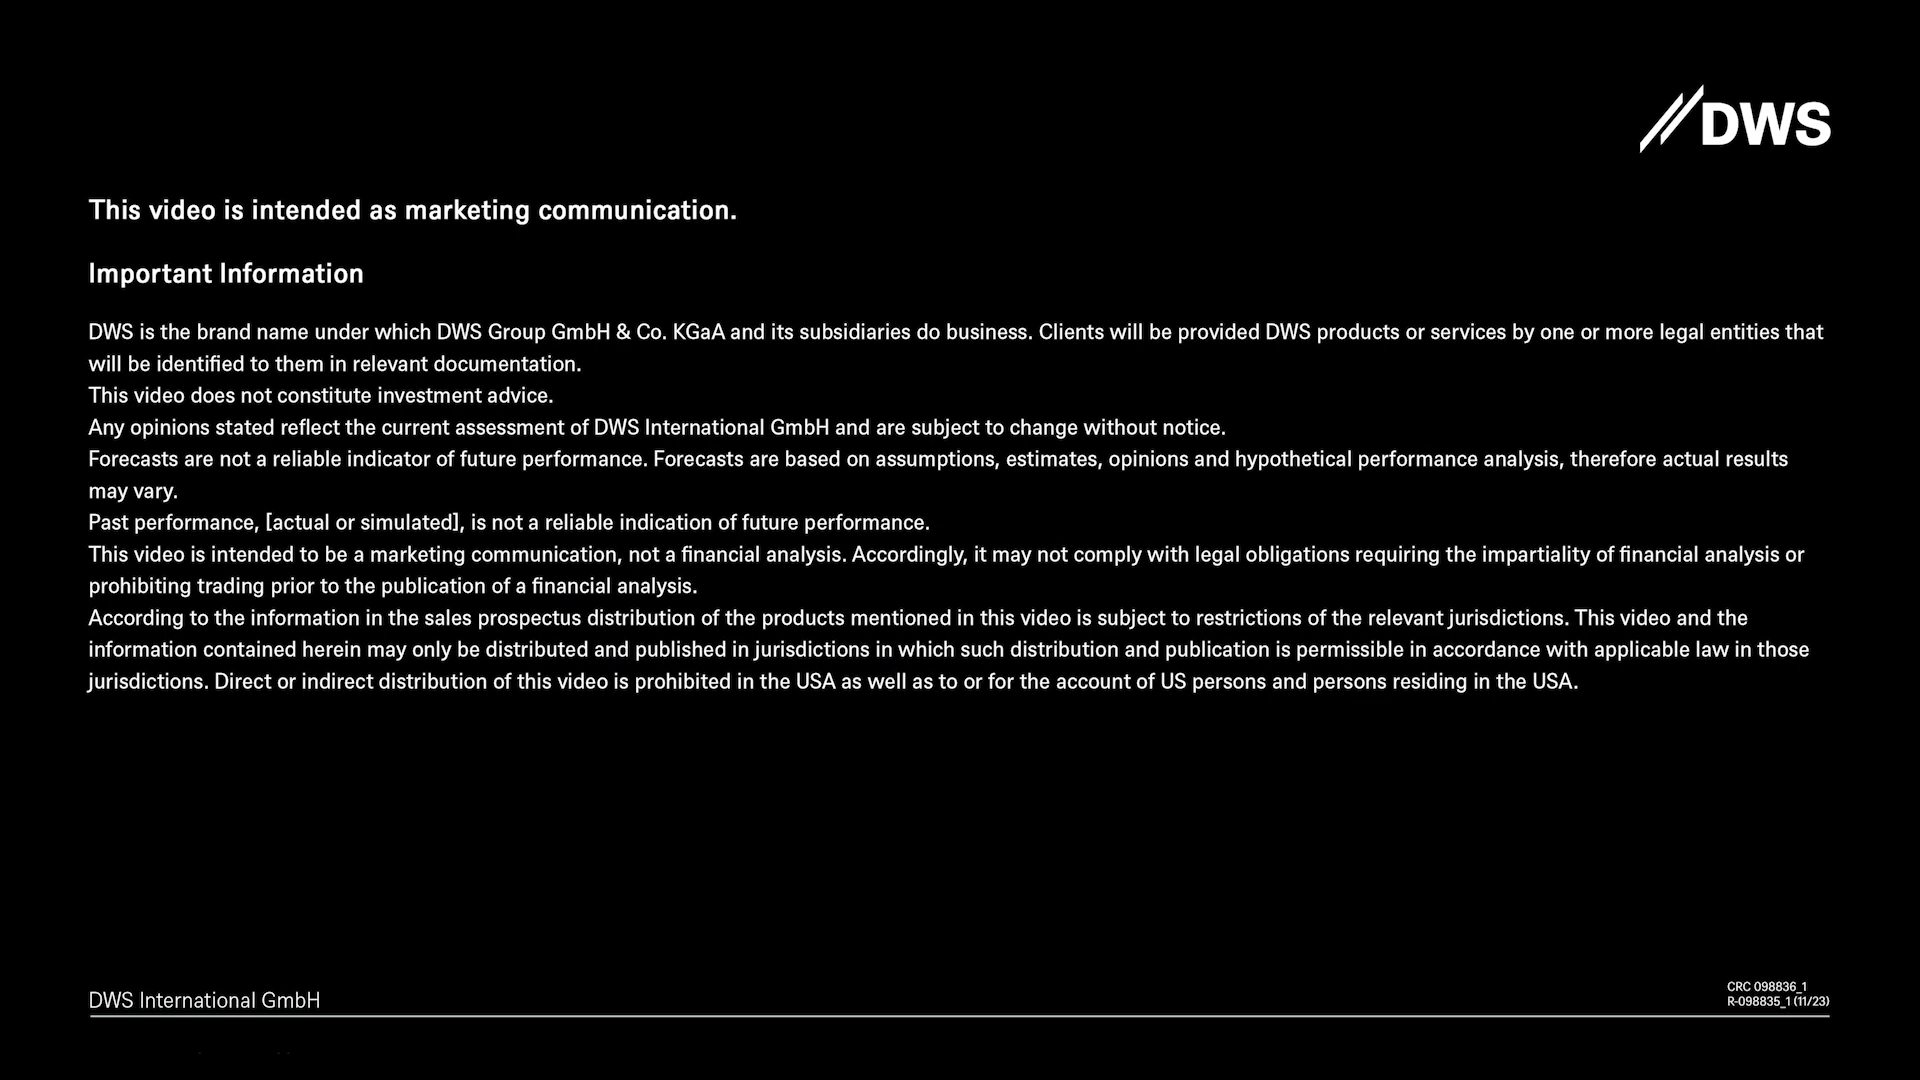 DWS
This video is intended as marketing communication.
Important Information
DWS is the brand name under which DWS Group GmbH & Co. KGaA and its subsidiaries do business. Clients will be provided DWS products or services by one or more legal entities that
will be identified to them in relevant documentation.
This video does not constitute investment advice.
Any opinions stated reflect the current assessment of DWS International GmbH and are subject to change without notice.
Forecasts are not a reliable indicator of future performance. Forecasts are based on assumptions, estimates, opinions and hypothetical performance analysis, therefore actual results
may vary.
Past performance, [actual or simulated], is not a reliable indication of future performance.
This video is intended to be a marketing communication, not a financial analysis. Accordingly, it may not comply with legal obligations requiring the impartiality of financial analysis or
prohibiting trading prior to the publication of a financial analysis.
According to the information in the sales prospectus distribution of the products mentioned in this video is subject to restrictions of the relevant jurisdictions. This video and the
information contained herein may only be distributed and published in jurisdictions in which such distribution and publication is permissible in accordance with applicable law in those
jurisdictions. Direct or indirect distribution of this video is prohibited in the USA as well as to or for the account of US persons and persons residing in the USA.
DWS International GmbH
CRC 098836_1
R-098835_1 (11/23)